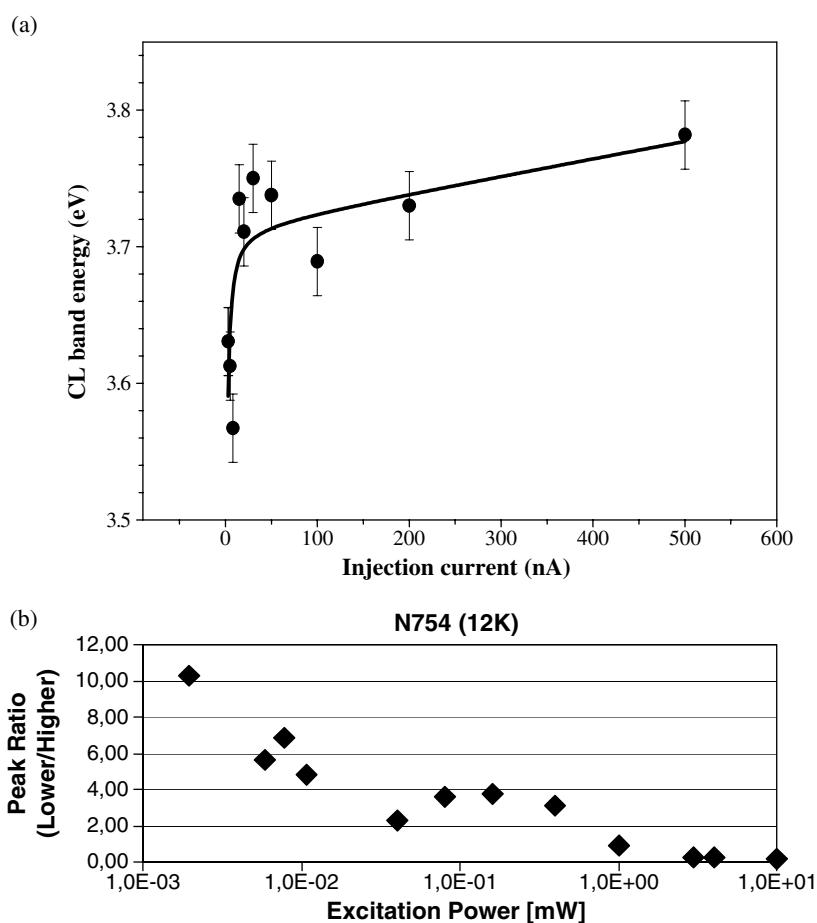 (a)
3.8
3.7
3.6
3.5
CL band energy (eV)
0 100 200 300 400 500 600
Injection current (nA)
(b)
N754 (12K)
12,00
10,00
8,00
6,00
4,00
2,00
0,00
Peak Ratio
(Lower/Higher)
1,0E-03 1,0E-02 1,0E-01 1,0E+00 1,0E+01
Excitation Power [mW]